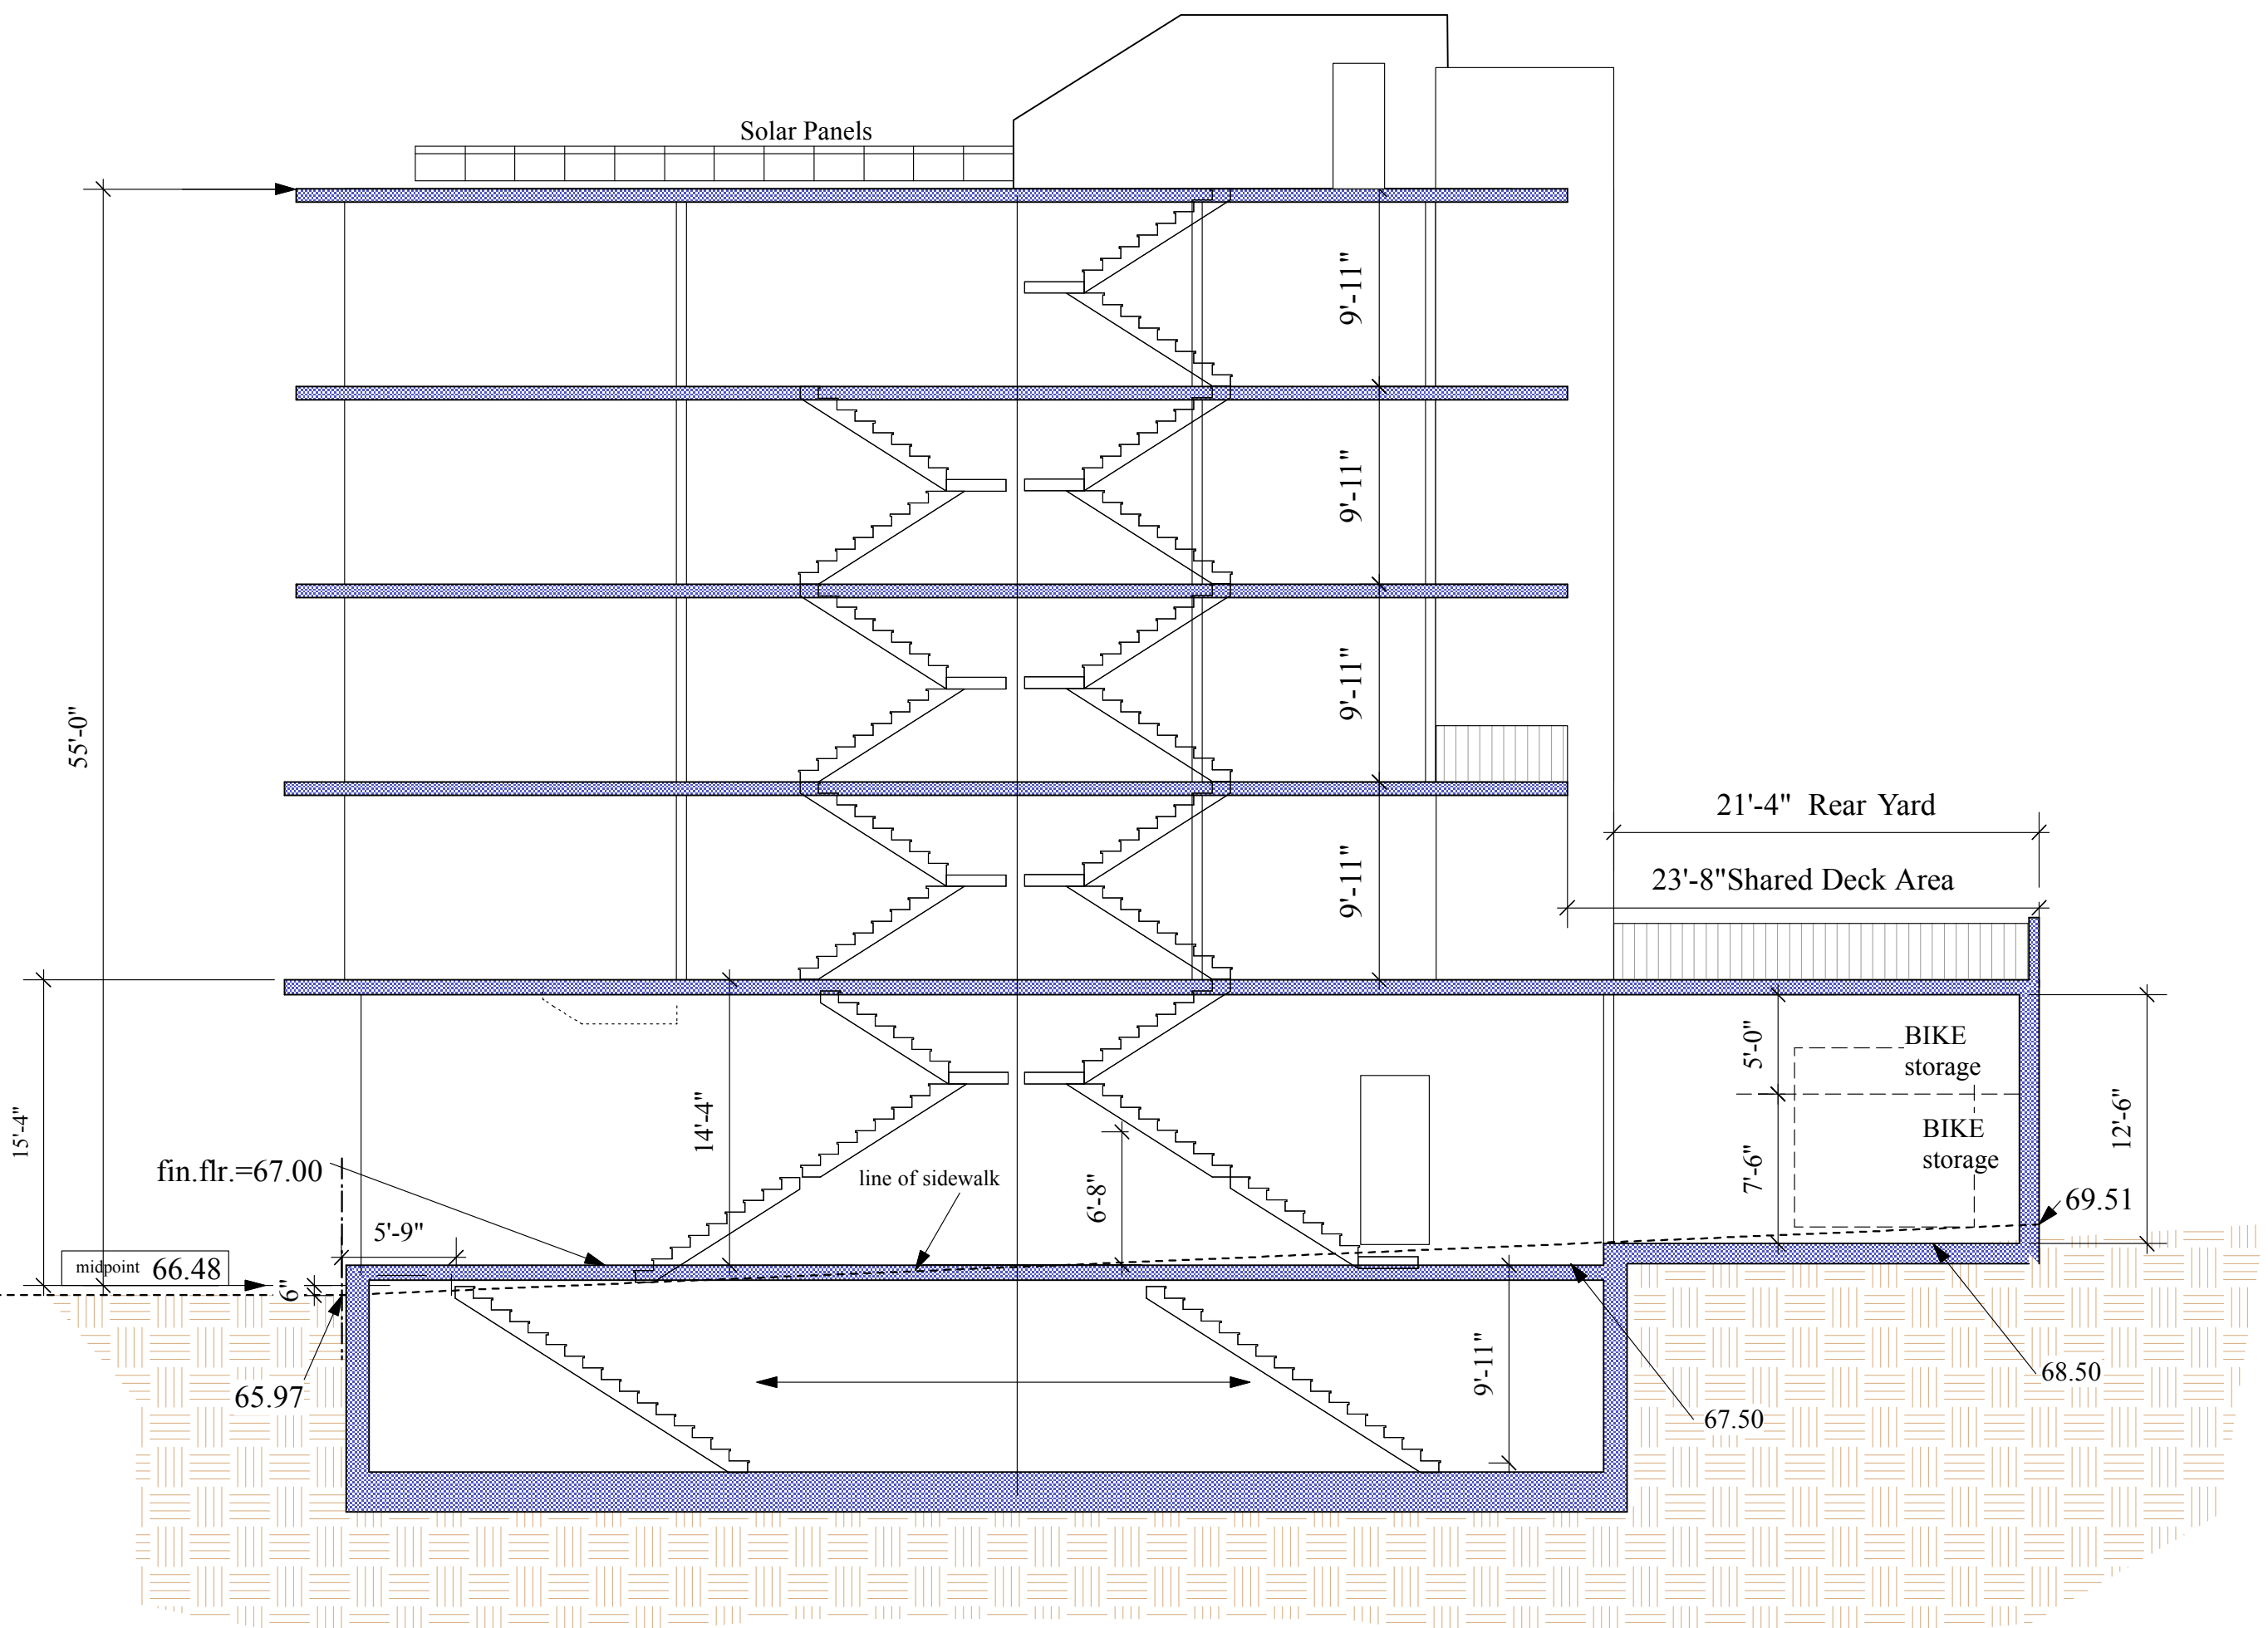 Solar Panels
9'-11"
9'-11"
9'-11"
55'-0"
21'-4" Rear Yard
9'-11"
23'-8"Shared Deck Area
BIKE
storage
5'-0"
15'-4"
14'-4"
12'-6"
BIKE
storage
7'-6"
fin.flr.=67.00
line of sidewalk
6'-8"
69.51
5'-9"
midpoint 66.48
6"
65.97
9'-11"
68.50
67.50